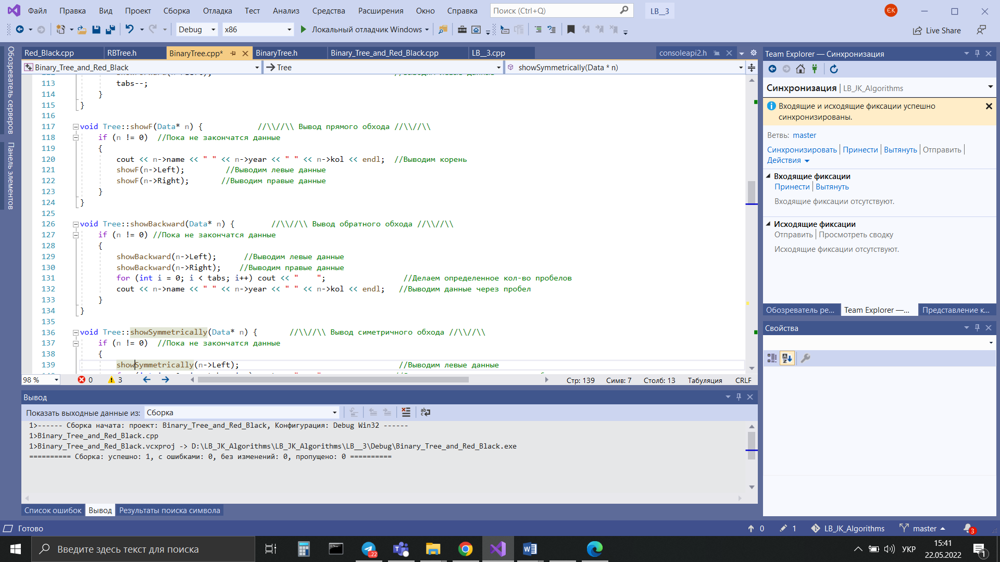 Файл Правка Вид Проект Сборка Отладка Тест Анализ Средства Расширения Окно Справка Поиск (Ctrl+Q) LB__3 ЄК
Debug x86 Локальный отладчик Windows Live Share
Обозреватель серверов
Панель элементов
Red_Black.cpp RBTree.h BinaryTree.cpp* BinaryTree.h Binary_Tree_and_Red_Black.cpp LB__3.cpp consoleapi2.h
Binary_Tree_and_Red_Black Tree showSymmetrically(Data * n)
113 tabs--;
114 }
115 }
116
117 void Tree::showF(Data* n) { //\\//\\ Вывод прямого обхода //\\//\\
118 if (n != 0) //Пока не закончатся данные
119 {
120 cout << n->name << " " << n->year << " " << n->kol << endl; //Выводим корень
121 showF(n->Left); //Выводим левые данные
122 showF(n->Right); //Выводим правые данные
123 }
124 }
125
126 void Tree::showBackward(Data* n) { //\\//\\ Вывод обратного обхода //\\//\\
127 if (n != 0) //Пока не закончатся данные
128 {
129 showBackward(n->Left); //Выводим левые данные
130 showBackward(n->Right); //Выводим правые данные
131 for (int i = 0; i < tabs; i++) cout << "    "; //Делаем определенное кол-во пробелов
132 cout << n->name << " " << n->year << " " << n->kol << endl; //Выводим данные через пробел
133 }
134 }
135
136 void Tree::showSymmetrically(Data* n) { //\\//\\ Вывод симетричного обхода //\\//\\
137 if (n != 0) //Пока не закончатся данные
138 {
139 showSymmetrically(n->Left); //Выводим левые данные
98 % 0 3 Стр: 139 Симв: 7 Столб: 13 Табуляция CRLF
Вывод
Показать выходные данные из: Сборка
1>------ Сборка начата: проект: Binary_Tree_and_Red_Black, Конфигурация: Debug Win32 ------
1>Binary_Tree_and_Red_Black.cpp
1>Binary_Tree_and_Red_Black.vcxproj -> D:\LB_JK_Algorithms\LB_JK_Algorithms\LB__3\Debug\Binary_Tree_and_Red_Black.exe
========== Сборка: успешно: 1, с ошибками: 0, без изменений: 0, пропущено: 0 ==========
Список ошибок Вывод Результаты поиска символа
Team Explorer — Синхронизация
Синхронизация | LB_JK_Algorithms
Входящие и исходящие фиксации успешно
синхронизированы.
Ветвь: master
Синхронизировать Принести Вытянуть Отправить
Действия
Входящие фиксации
Принести Вытянуть
Входящие фиксации отсутствуют.
Исходящие фиксации
Отправить Просмотреть сводку
Исходящие фиксации отсутствуют.
Обозреватель ре... Team Explorer —... Представление к...
Свойства
Готово 0 1 LB_JK_Algorithms master 3
Введите здесь текст для поиска ..22 УКР 15:41
22.05.2022 1